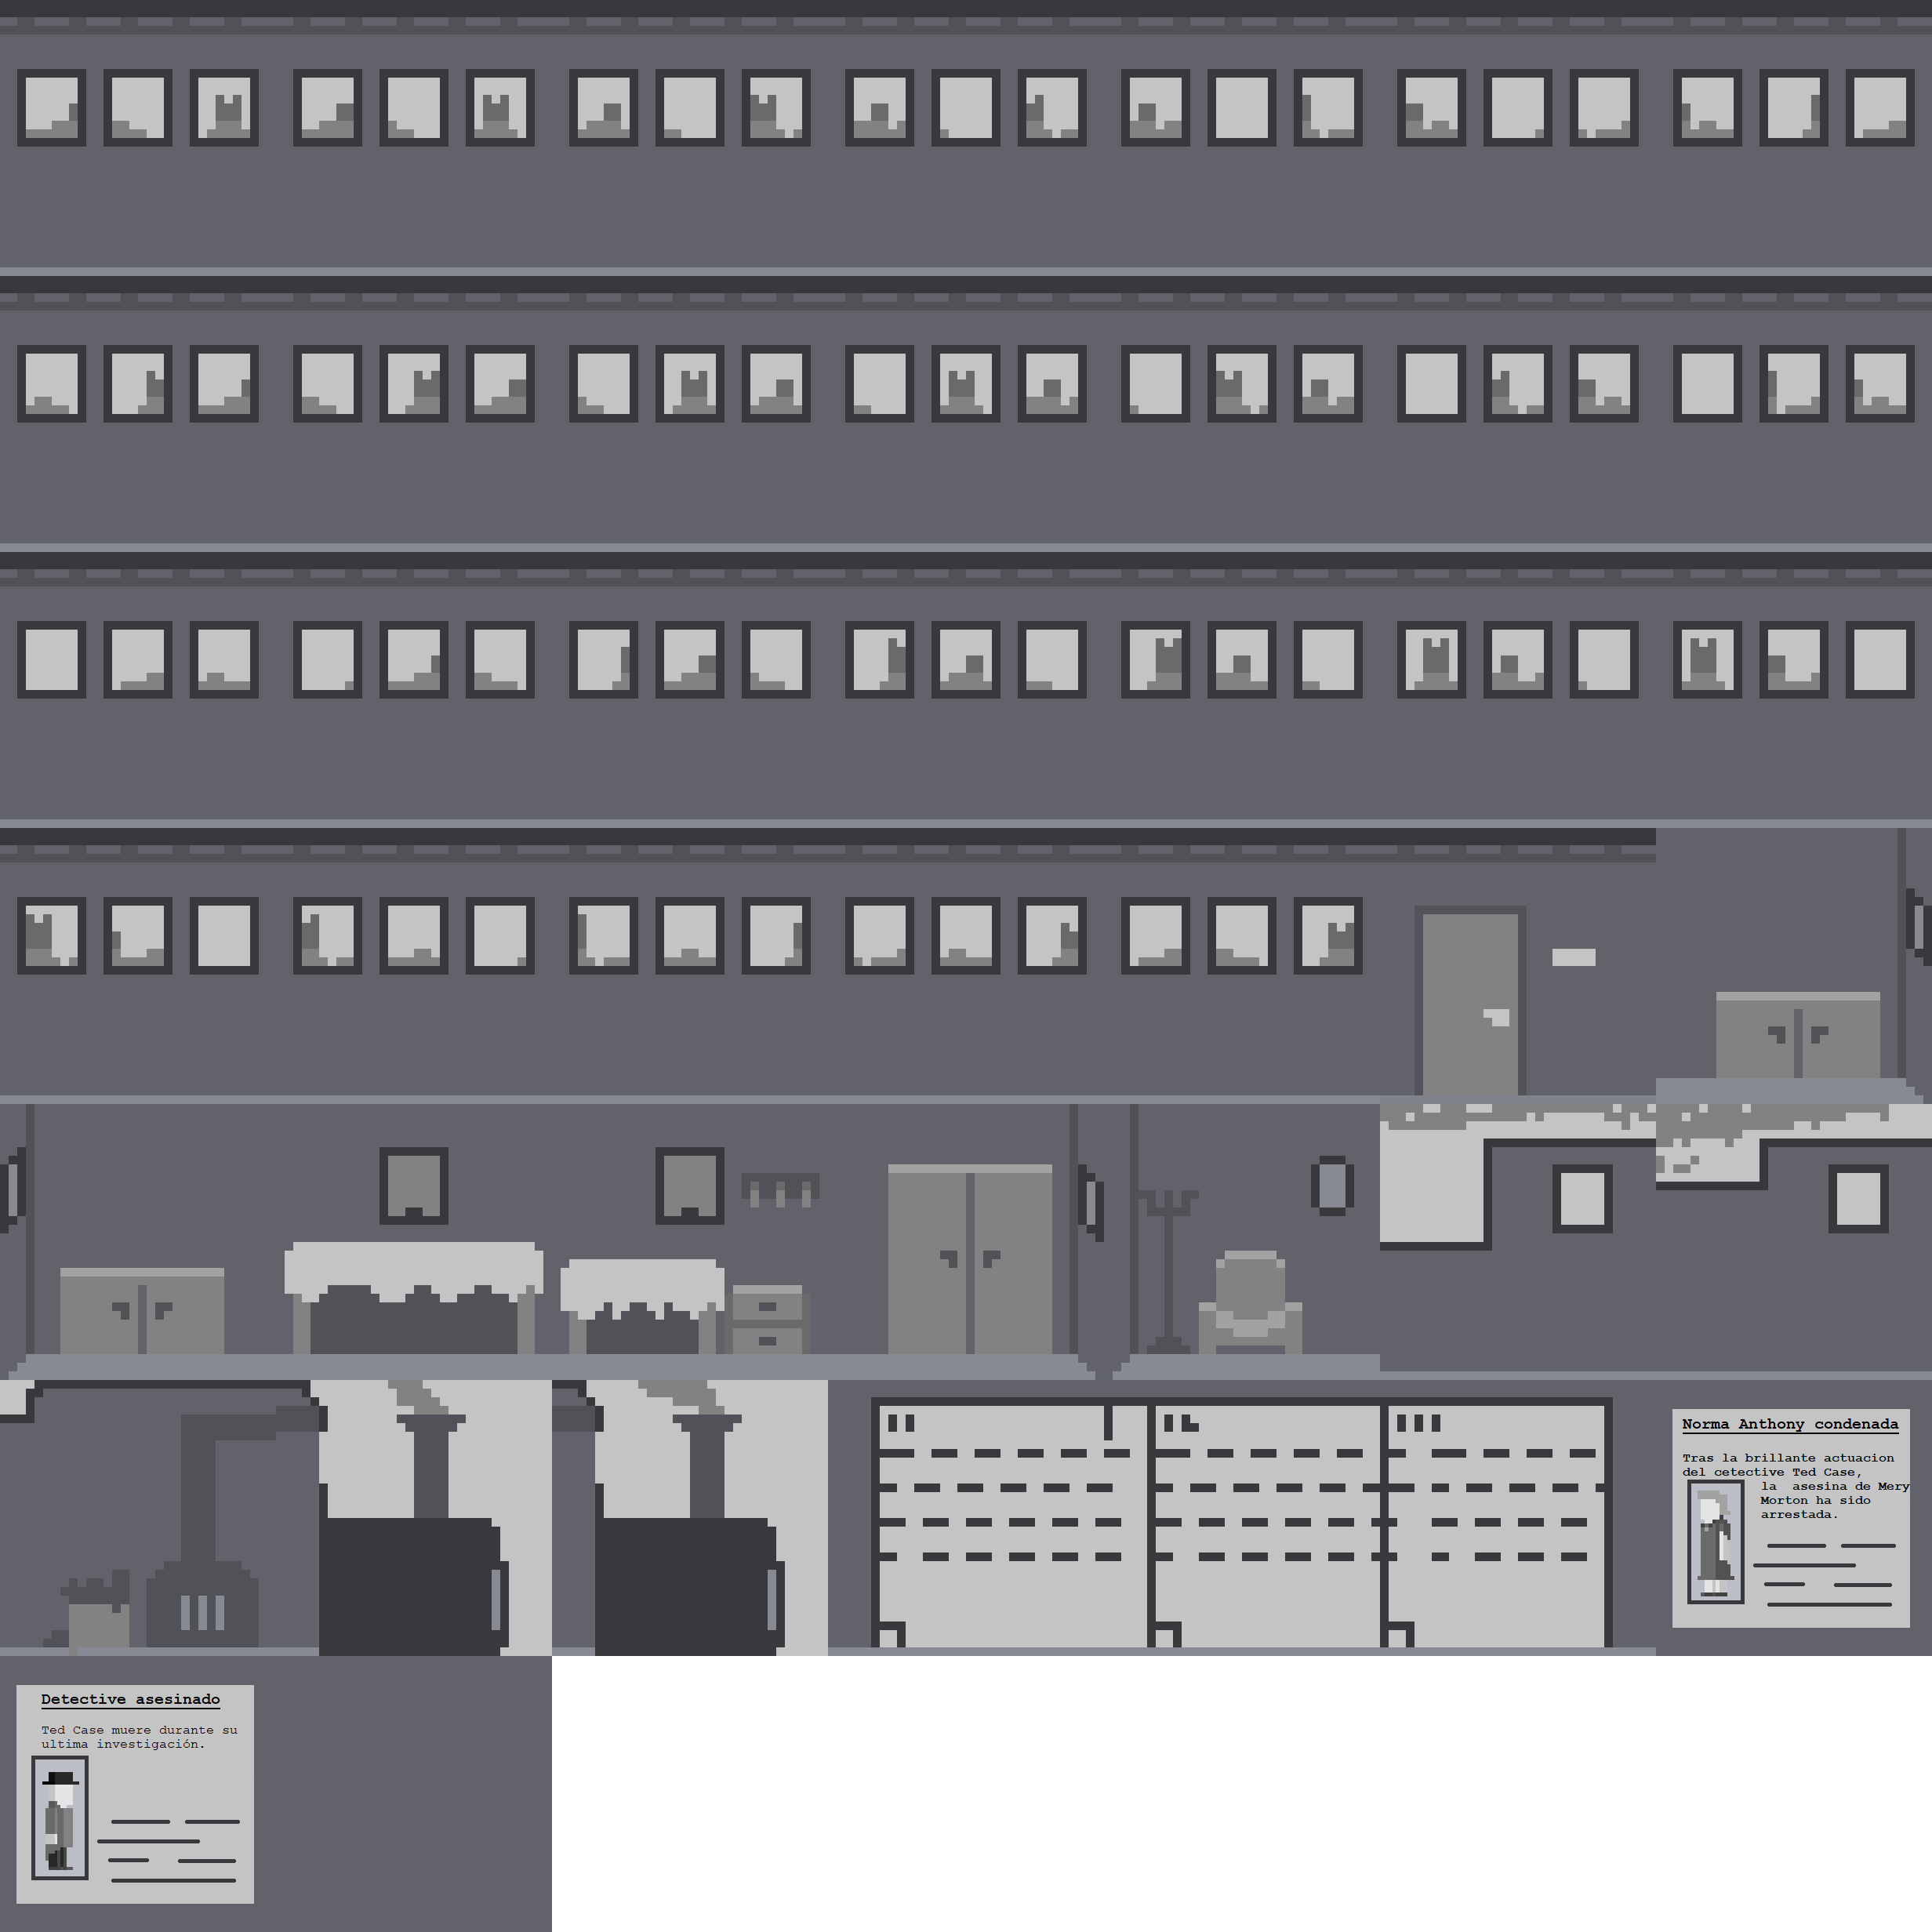 Norma Anthony condenada
Tras la brillante actuacion
del cetective Ted Case,
la asesina de Mery
Morton ha sido
arrestada.
Detective asesinado
Ted Case muere durante su
ultima investigación.